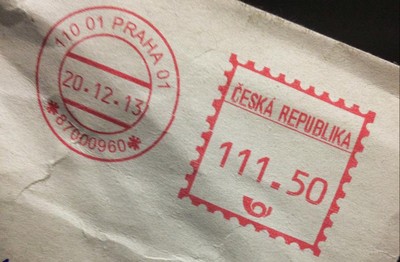 110 01 PRAHA 01
20.12.13
*87000960*
ČESKÁ REPUBLIKA
111.50